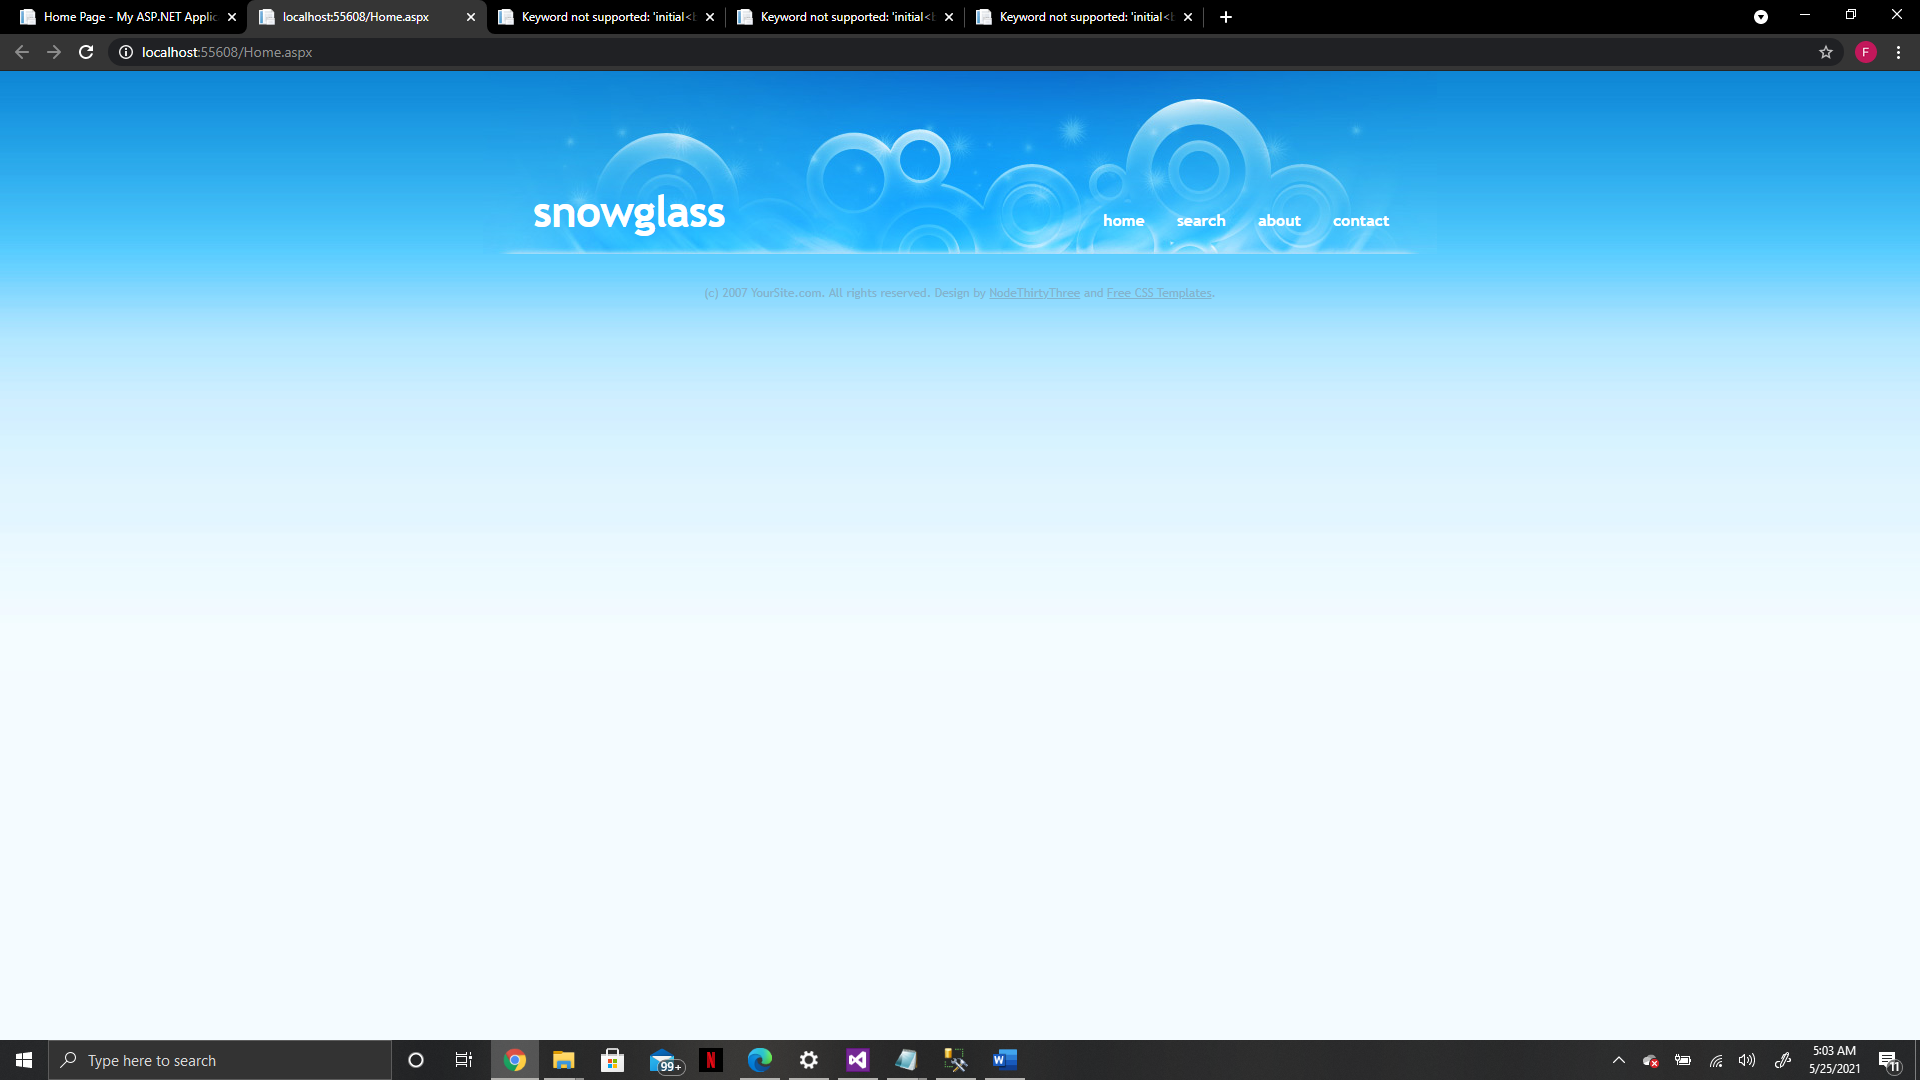 Home Page - My ASP.NET Applic
localhost:55608/Home.aspx
Keyword not supported: 'initial<b
Keyword not supported: 'initial<b
Keyword not supported: 'initial<b
localhost:55608/Home.aspx
F
snowglass
home search about contact
(c) 2007 YourSite.com. All rights reserved. Design by NodeThirtyThree and Free CSS Templates.
Type here to search
99+
N
W
5:03 AM
5/25/2021
11